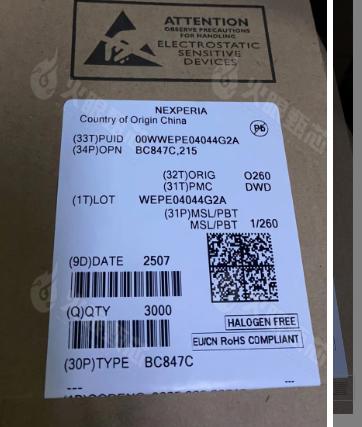 ATTENTION
OBSERVE PRECAUTIONS
FOR HANDLING
ELECTROSTATIC
SENSITIVE
DEVICES
NEXPERIA
Country of Origin China
Pb
(33T)PUID 00WWEPE04044G2A
(34P)OPN BC847C,215
(32T)ORIG O260
(31T)PMC DWD
(1T)LOT WEPE04044G2A
(31P)MSL/PBT
MSL/PBT 1/260
(9D)DATE 2507
(Q)QTY 3000
HALOGEN FREE
EU/CN RoHS COMPLIANT
(30P)TYPE BC847C